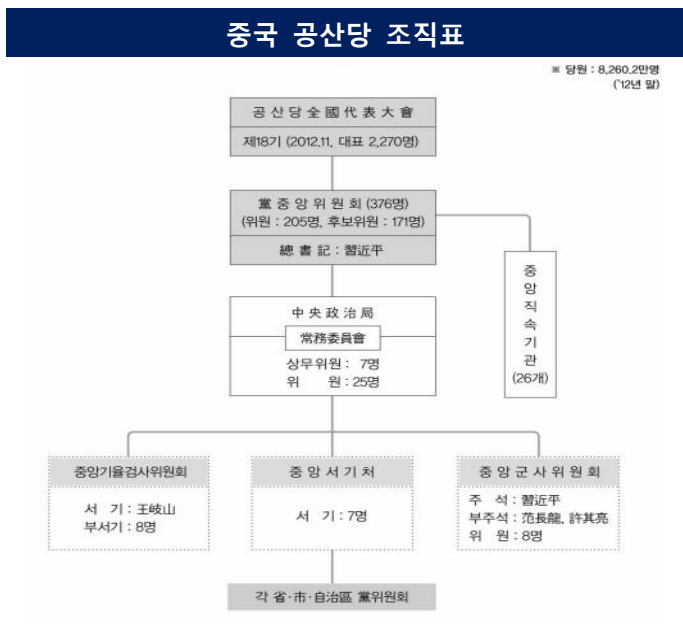 중국 공산당 조직표
※ 당원 : 8,260.2만명
('12년 말)
공산당全國代表大會
제18기 (2012.11, 대표 2,270명)
黨중앙위원회 (376명)
(위원 : 205명, 후보위원 : 171명)
總書記 : 習近平
중
앙
직
속
기
관
(26개)
中央政治局
常務委員會
상무위원 : 7명
위 원 : 25명
중앙기율검사위원회
서 기 : 王岐山
부서기 : 8명
중앙서기처
서 기 : 7명
중앙군사위원회
주 석 : 習近平
부주석 : 范長龍, 許其亮
위 원 : 8명
각 省·市·自治區 黨위원회